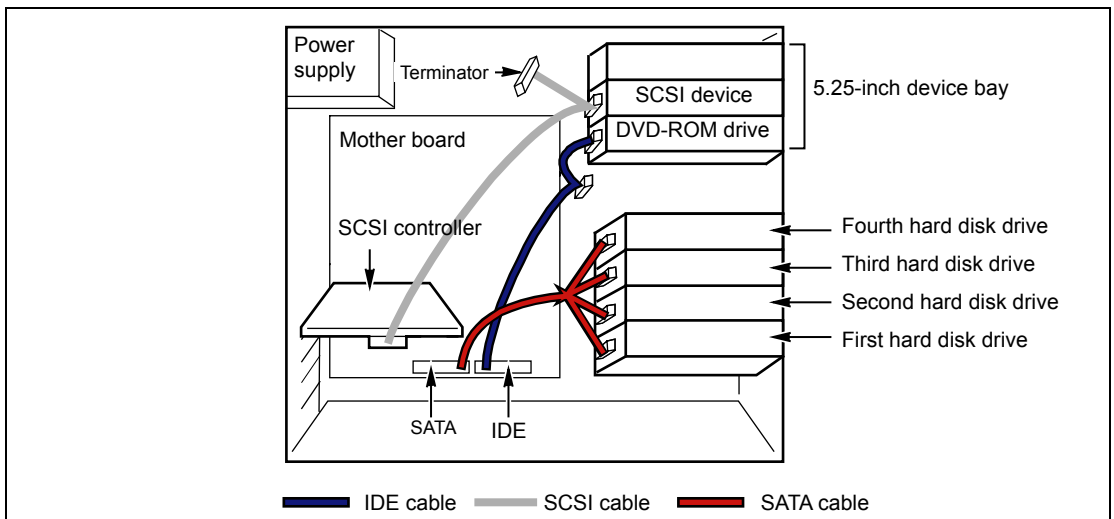 Power
supply
Terminator
SCSI device
DVD-ROM drive
5.25-inch device bay
Mother board
SCSI controller
Fourth hard disk drive
Third hard disk drive
Second hard disk drive
First hard disk drive
SATA
IDE
IDE cable
SCSI cable
SATA cable